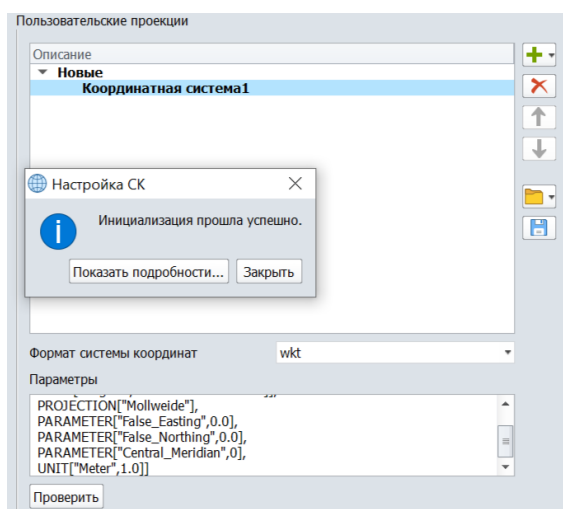 Пользовательские проекции
Описание
Новые
Координатная система1
Настройка СК
Инициализация прошла успешно.
Показать подробности...
Закрыть
Формат системы координат
wkt
Параметры
PROJECTION["Mollweide"],
PARAMETER["False_Easting",0.0],
PARAMETER["False_Northing",0.0],
PARAMETER["Central_Meridian",0],
UNIT["Meter",1.0]]
Проверить